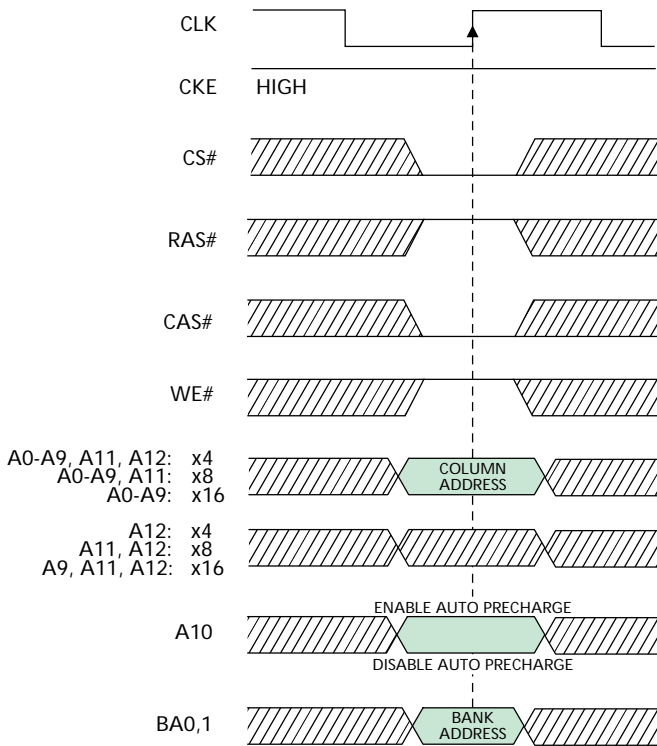 CLK
CKE HIGH
CS#
RAS#
CAS#
WE#
A0-A9, A11, A12: x4
A0-A9, A11: x8
A0-A9: x16
COLUMN
ADDRESS
A12: x4
A11, A12: x8
A9, A11, A12: x16
ENABLE AUTO PRECHARGE
A10
DISABLE AUTO PRECHARGE
BA0,1
BANK
ADDRESS